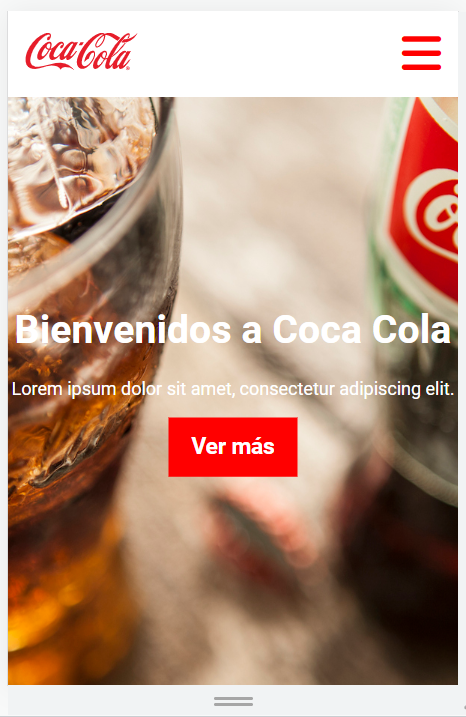 Coca-Cola
Bienvenidos a Coca Cola
Lorem ipsum dolor sit amet, consectetur adipiscing elit.
Ver más